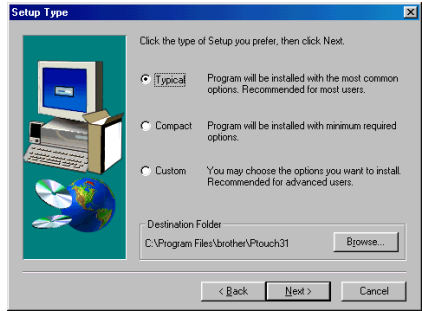 Setup Type
Click the type of Setup you prefer, then click Next.
Typical
Program will be installed with the most common
options. Recommended for most users.
Compact
Program will be installed with minimum required
options.
Custom
You may choose the options you want to install.
Recommended for advanced users.
Destination Folder
C:\Program Files\brother\Ptouch31
Browse...
< Back
Next >
Cancel